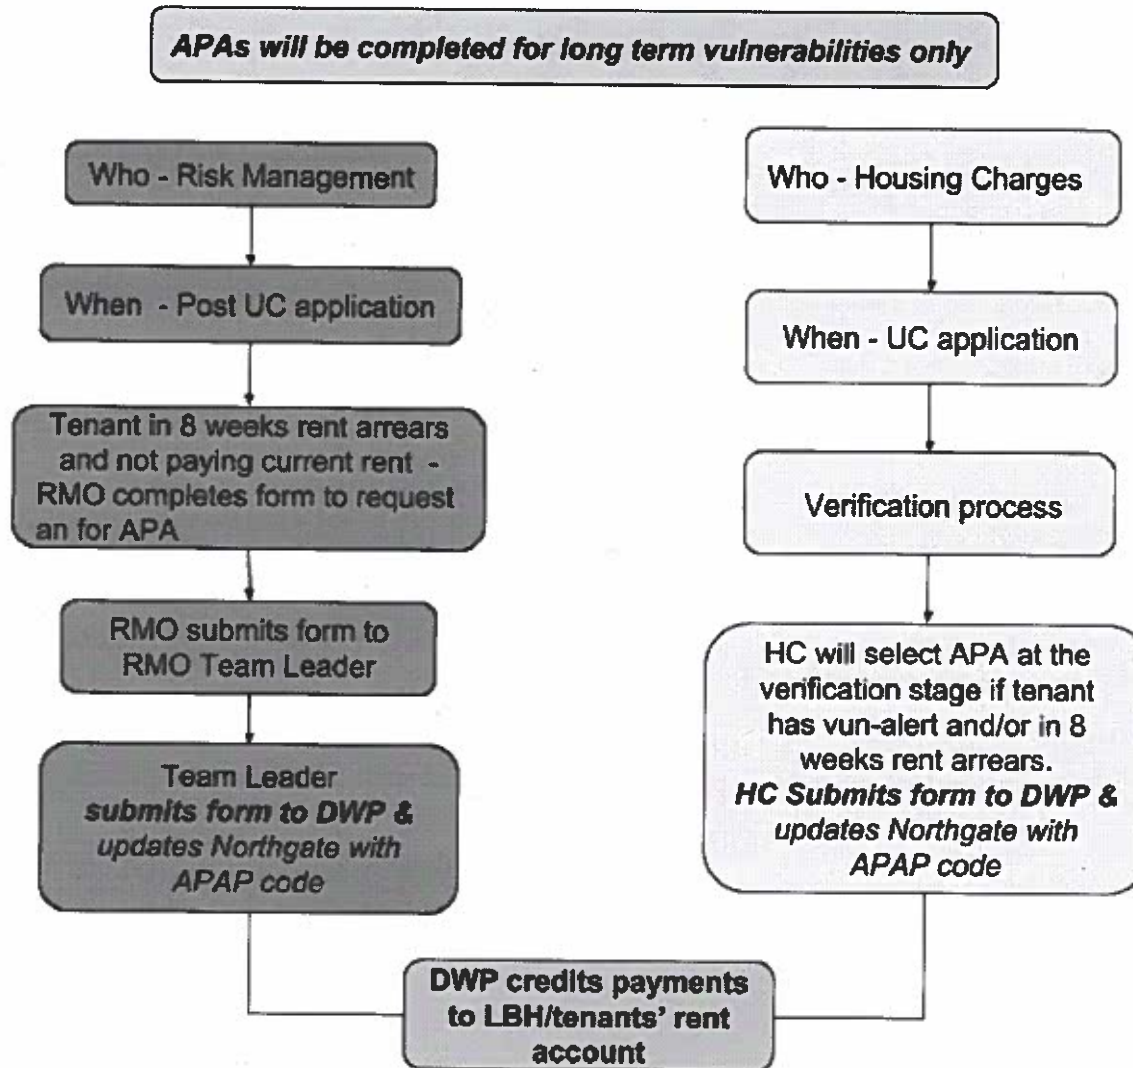 APAs will be completed for long term vulnerabilities only
Who - Risk Management
When - Post UC application
Tenant in 8 weeks rent arrears
and not paying current rent -
RMO completes form to request
an for APA
RMO submits form to
RMO Team Leader
Team Leader
submits form to DWP &
updates Northgate with
APAP code
Who - Housing Charges
When - UC application
Verification process
HC will select APA at the
verification stage if tenant
has vun-alert and/or in 8
weeks rent arrears.
HC Submits form to DWP &
updates Northgate with
APAP code
DWP credits payments
to LBH/tenants' rent
account